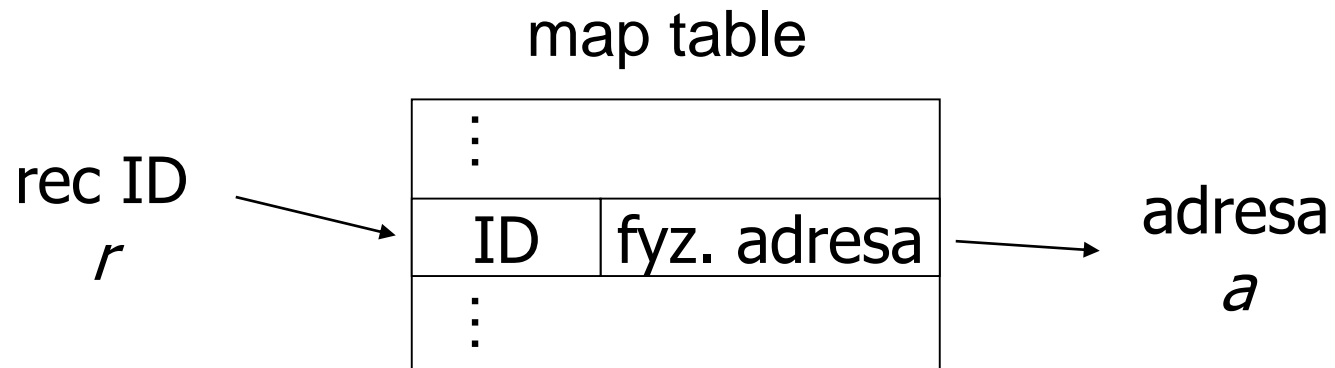 map table
⋮
rec ID
r
ID fyz. adresa
adresa
a
⋮